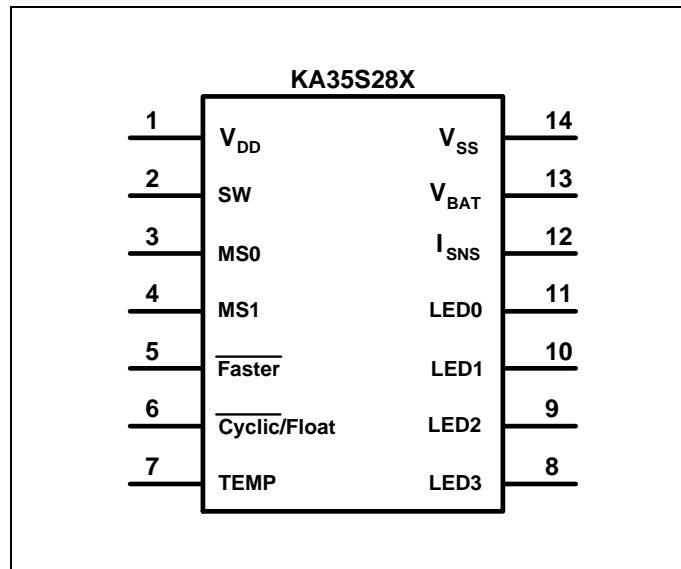 KA35S28X
1 VDD VSS 14
2 SW VBAT 13
3 MS0 ISNS 12
4 MS1 LED0 11
5 Faster LED1 10
6 Cyclic/Float LED2 9
7 TEMP LED3 8